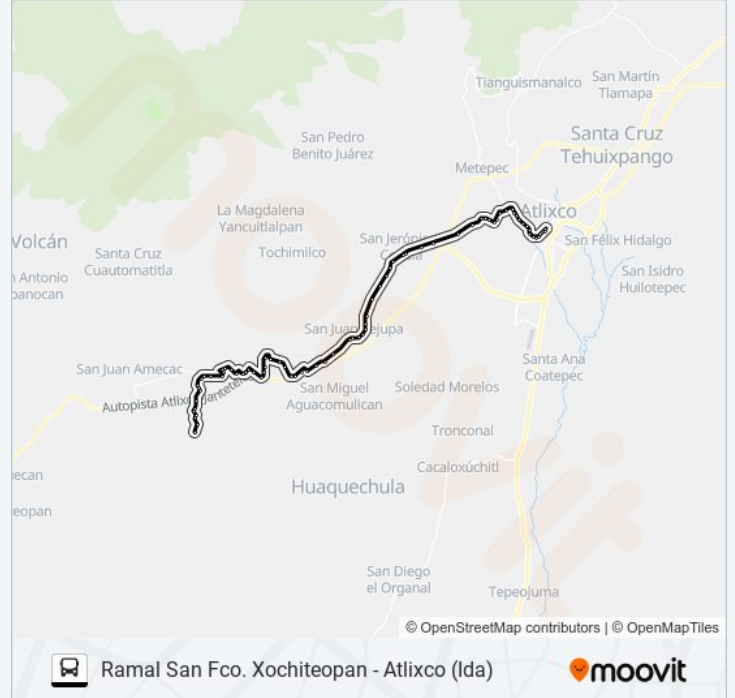 Tianguismanalco
San Martín
Tlamapa
Santa Cruz
Tehuixpango
San Pedro
Benito Juárez
Metepec
La Magdalena
Yancuitlalpan
Atlixco
Volcán
Santa Cruz
Cuautomatitla
Tochimilco
San Félix Hidalgo
Antonio
San Isidro
Huilotepec
San Juan
San Juan Amecac
Santa Ana
Coatepec
San Miguel
Aguacomulican
Soledad Morelos
Autopista
Tronconal
Cacaloxúchitl
Huaquechula
San Diego
el Organal
Tepeojuma
© OpenStreetMap contributors | © OpenMapTiles
Ramal San Fco. Xochiteopan - Atlixco (Ida)
moovit